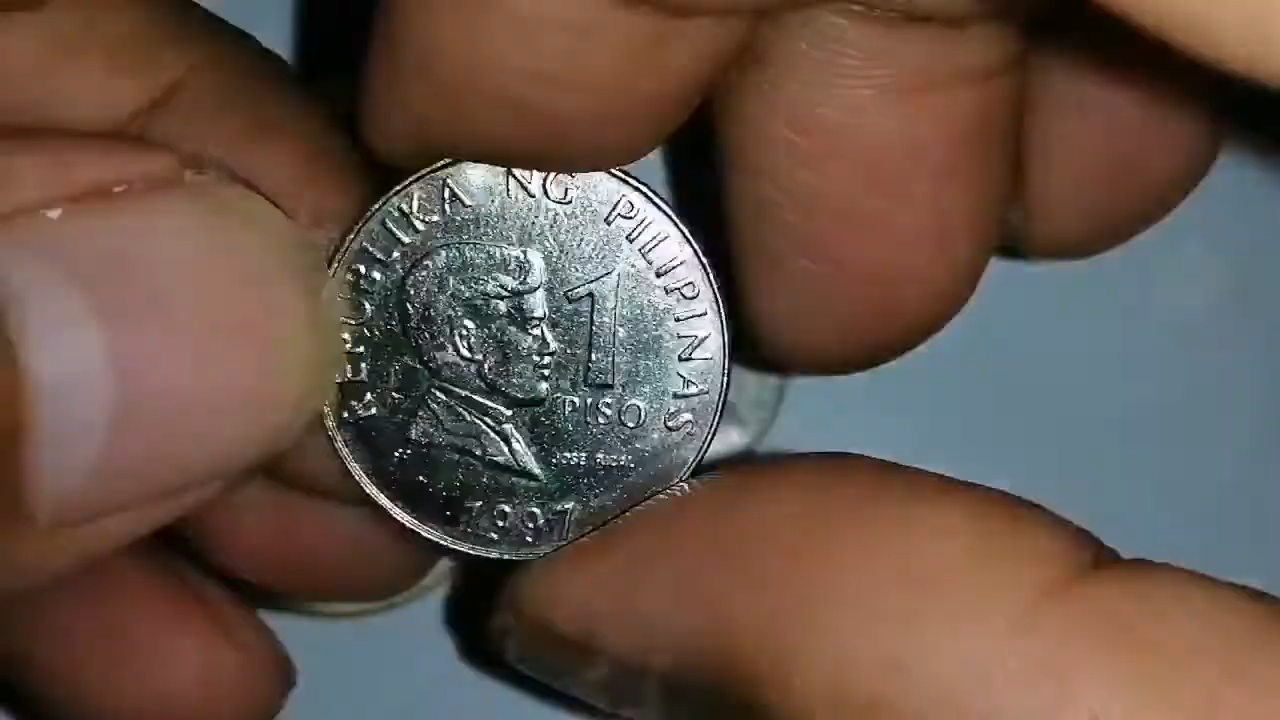 REPUBLIKA NG PILIPINAS
1
PISO
JOSE RIZAL
1997